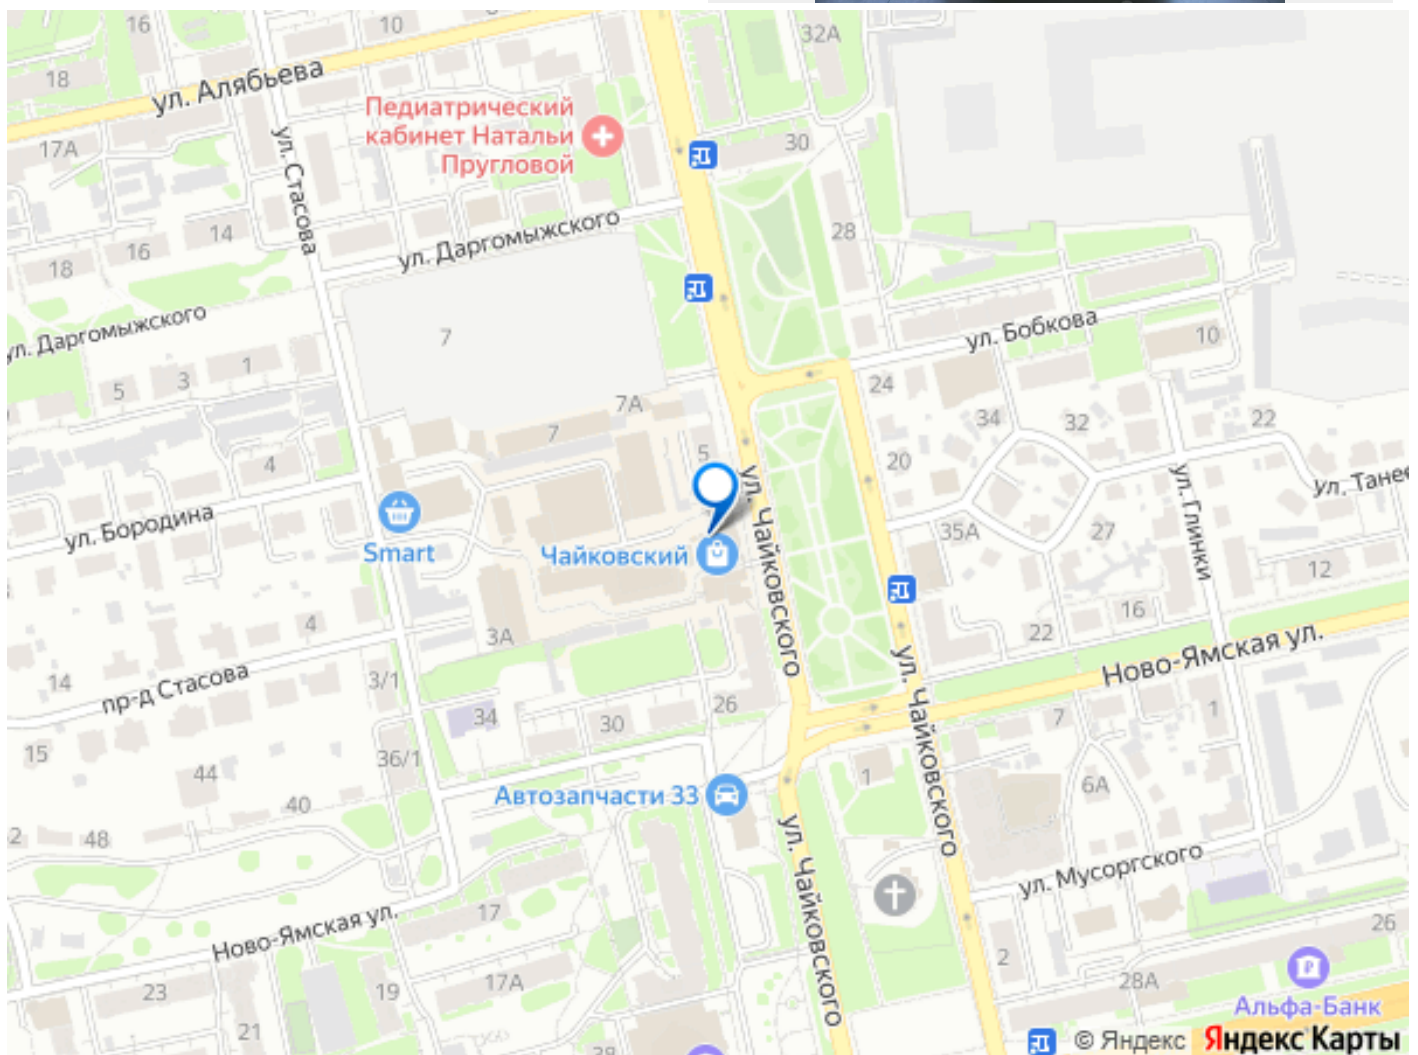 16
10
32А
18
ул. Алябьева
Педиатрический
кабинет Натальи
Пругловой
17А
30
ул. Стасова
14
16
18
ул. Даргомыжского
28
ул. Даргомыжского
7
ул. Бобкова
10
1
3
5
24
7А
34
32
22
7
5
4
20
ул. Чайковского
ул. Глинки
ул. Танее
ул. Бородина
Smart
Чайковский
35А
27
12
16
4
3А
22
Ново-Ямская ул.
ул. Чайковского
14
пр-д Стасова
3/1
34
30
26
7
1
15
36/1
44
1
6А
Автозапчасти 33
40
2
48
ул. Чайковского
ул. Мусоргского
17
Ново-Ямская ул.
26
2
17А
28А
23
19
Альфа-Банк
21
© Яндекс Яндекс Карты